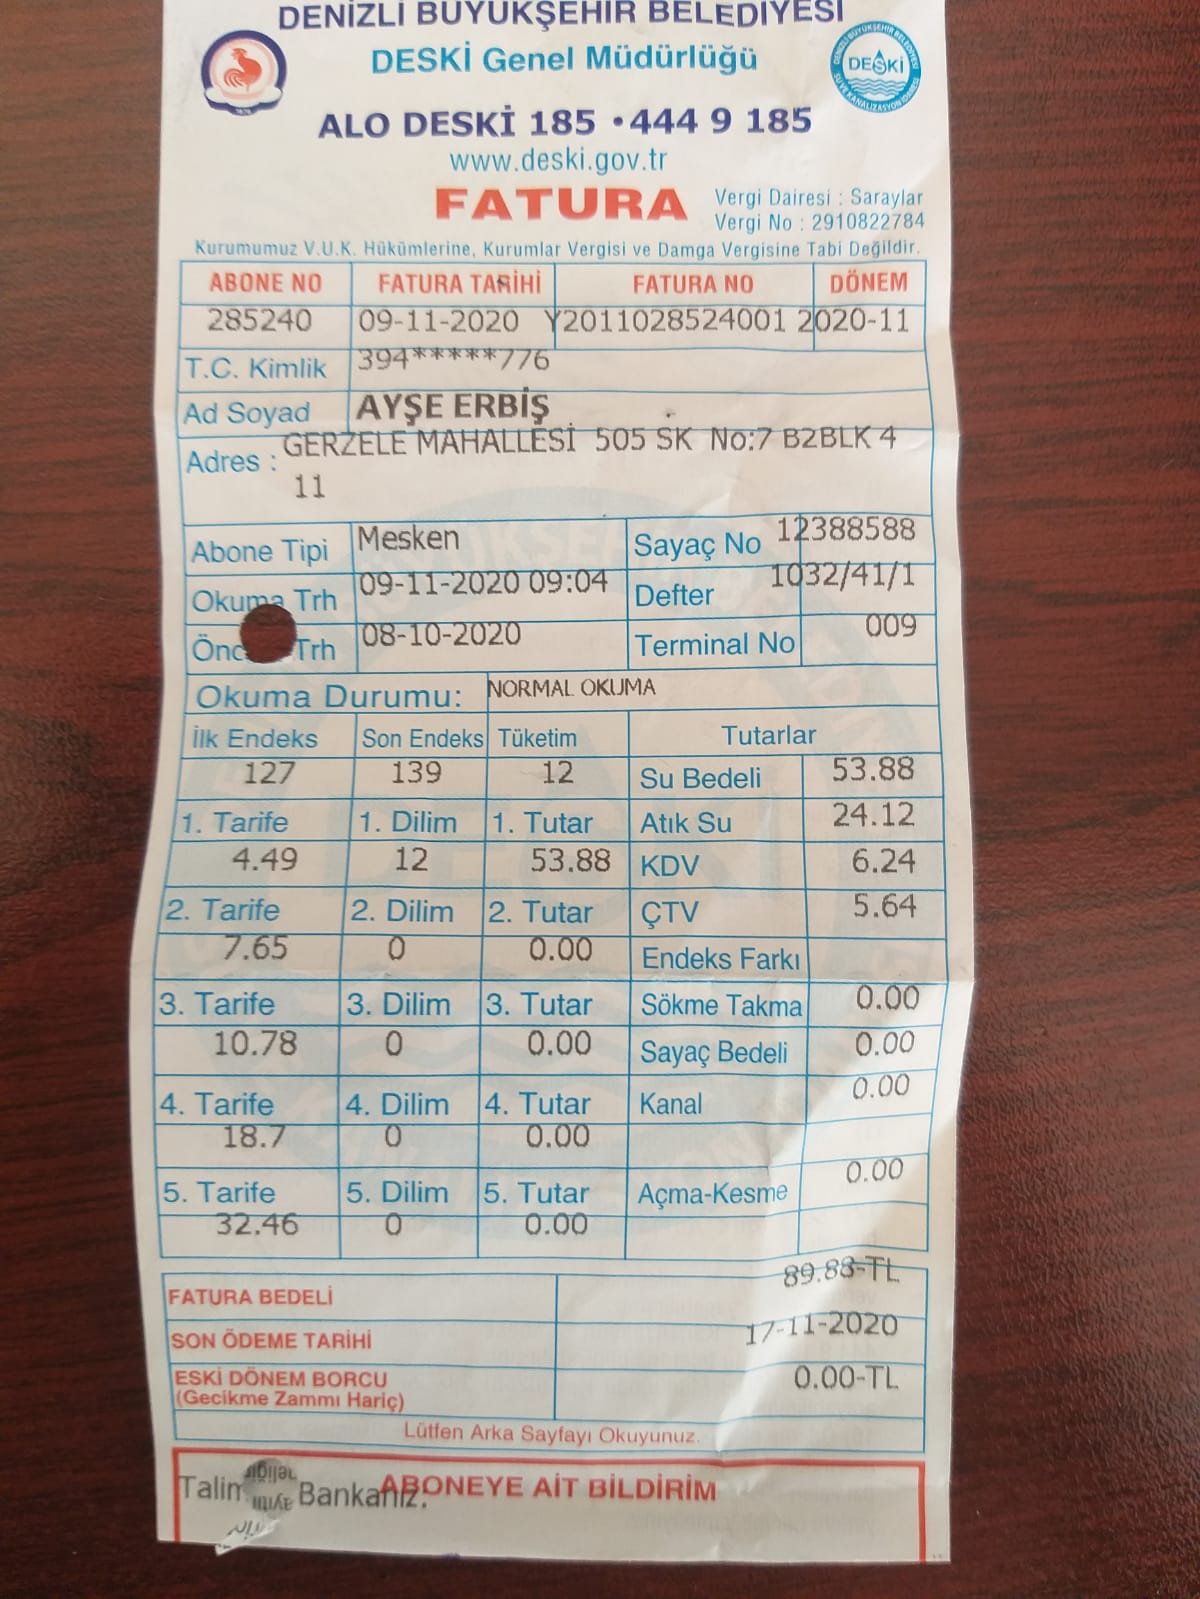 DENİZLİ BÜYÜKŞEHİR BELEDİYESİ
DESKİ Genel Müdürlüğü
DESKİ
ALO DESKİ 185 • 444 9 185
www.deski.gov.tr
FATURA
Vergi Dairesi : Saraylar
Vergi No : 2910822784
Kurumumuz V.U.K. Hükümlerine, Kurumlar Vergisi ve Damga Vergisine Tabi Değildir.
ABONE NO FATURA TARİHİ FATURA NO DÖNEM
285240 09-11-2020 Y2011028524001 2020-11
T.C. Kimlik 394*****776
Ad Soyad AYŞE ERBİŞ
Adres : GERZELE MAHALLESİ 505 SK No:7 B2BLK 4
11
Abone Tipi Mesken Sayaç No 12388588
Okuma Trh 09-11-2020 09:04 Defter 1032/41/1
Trh 08-10-2020 Terminal No 009
Okuma Durumu: NORMAL OKUMA
İlk Endeks Son Endeks Tüketim Tutarlar
127 139 12 Su Bedeli 53.88
1. Tarife 1. Dilim 1. Tutar Atık Su 24.12
4.49 12 53.88 KDV 6.24
2. Tarife 2. Dilim 2. Tutar ÇTV 5.64
7.65 0 0.00 Endeks Farkı
3. Tarife 3. Dilim 3. Tutar Sökme Takma 0.00
10.78 0 0.00 Sayaç Bedeli 0.00
4. Tarife 4. Dilim 4. Tutar Kanal 0.00
18.7 0 0.00
5. Tarife 5. Dilim 5. Tutar Açma-Kesme 0.00
32.46 0 0.00
FATURA BEDELİ 89.88-TL
SON ÖDEME TARİHİ 17-11-2020
ESKİ DÖNEM BORCU 0.00-TL
(Gecikme Zammı Hariç)
Lütfen Arka Sayfayı Okuyunuz.
ABONEYE AİT BİLDİRİM
Bankanız.